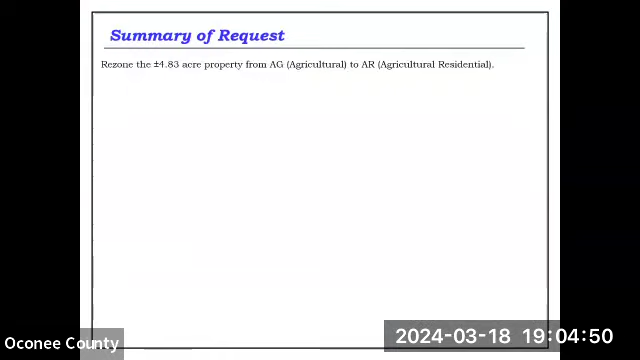 Summary of Request
Rezone the ±4.83 acre property from AG (Agricultural) to AR (Agricultural Residential).
Oconee County
2024-03-18 19:04:50